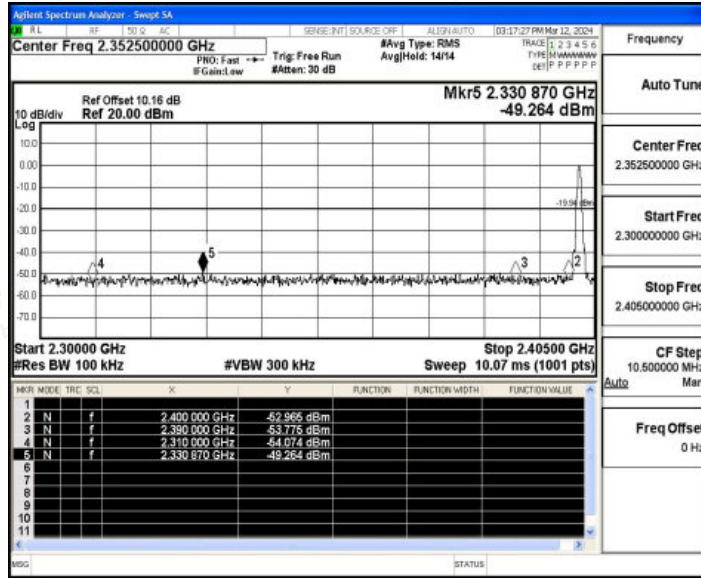 Agilent Spectrum Analyzer - Swept SA
RL RF 50 Ω AC SENSE:INT SOURCE OFF ALIGN AUTO 03:17:27 PM Mar 12, 2024
Center Freq 2.352500000 GHz
PNO: Fast
IFGain:Low
Trig: Free Run
#Atten: 30 dB
#Avg Type: RMS
Avg|Hold: 14/14
TRACE 1 2 3 4 5 6
TYPE M WWWWW
DET P P P P P P
Ref Offset 10.16 dB
10 dB/div Ref 20.00 dBm
Log
Mkr5 2.330 870 GHz
-49.264 dBm
10.0
0.00
-10.0
-20.0
-30.0
-40.0
-50.0
-60.0
-70.0
-19.94 dBm
4
5
3
2
Start 2.30000 GHz Stop 2.40500 GHz
#Res BW 100 kHz #VBW 300 kHz Sweep 10.07 ms (1001 pts)
MKR MODE TRC SCL X Y FUNCTION FUNCTION WIDTH FUNCTION VALUE
1
2 N f 2.400 000 GHz -52.965 dBm
3 N f 2.390 000 GHz -53.775 dBm
4 N f 2.310 000 GHz -54.074 dBm
5 N f 2.330 870 GHz -49.264 dBm
6
7
8
9
10
11
MSG STATUS
Frequency
Auto Tune
Center Freq
2.352500000 GHz
Start Freq
2.300000000 GHz
Stop Freq
2.405000000 GHz
CF Step
10.500000 MHz
Auto Man
Freq Offset
0 Hz